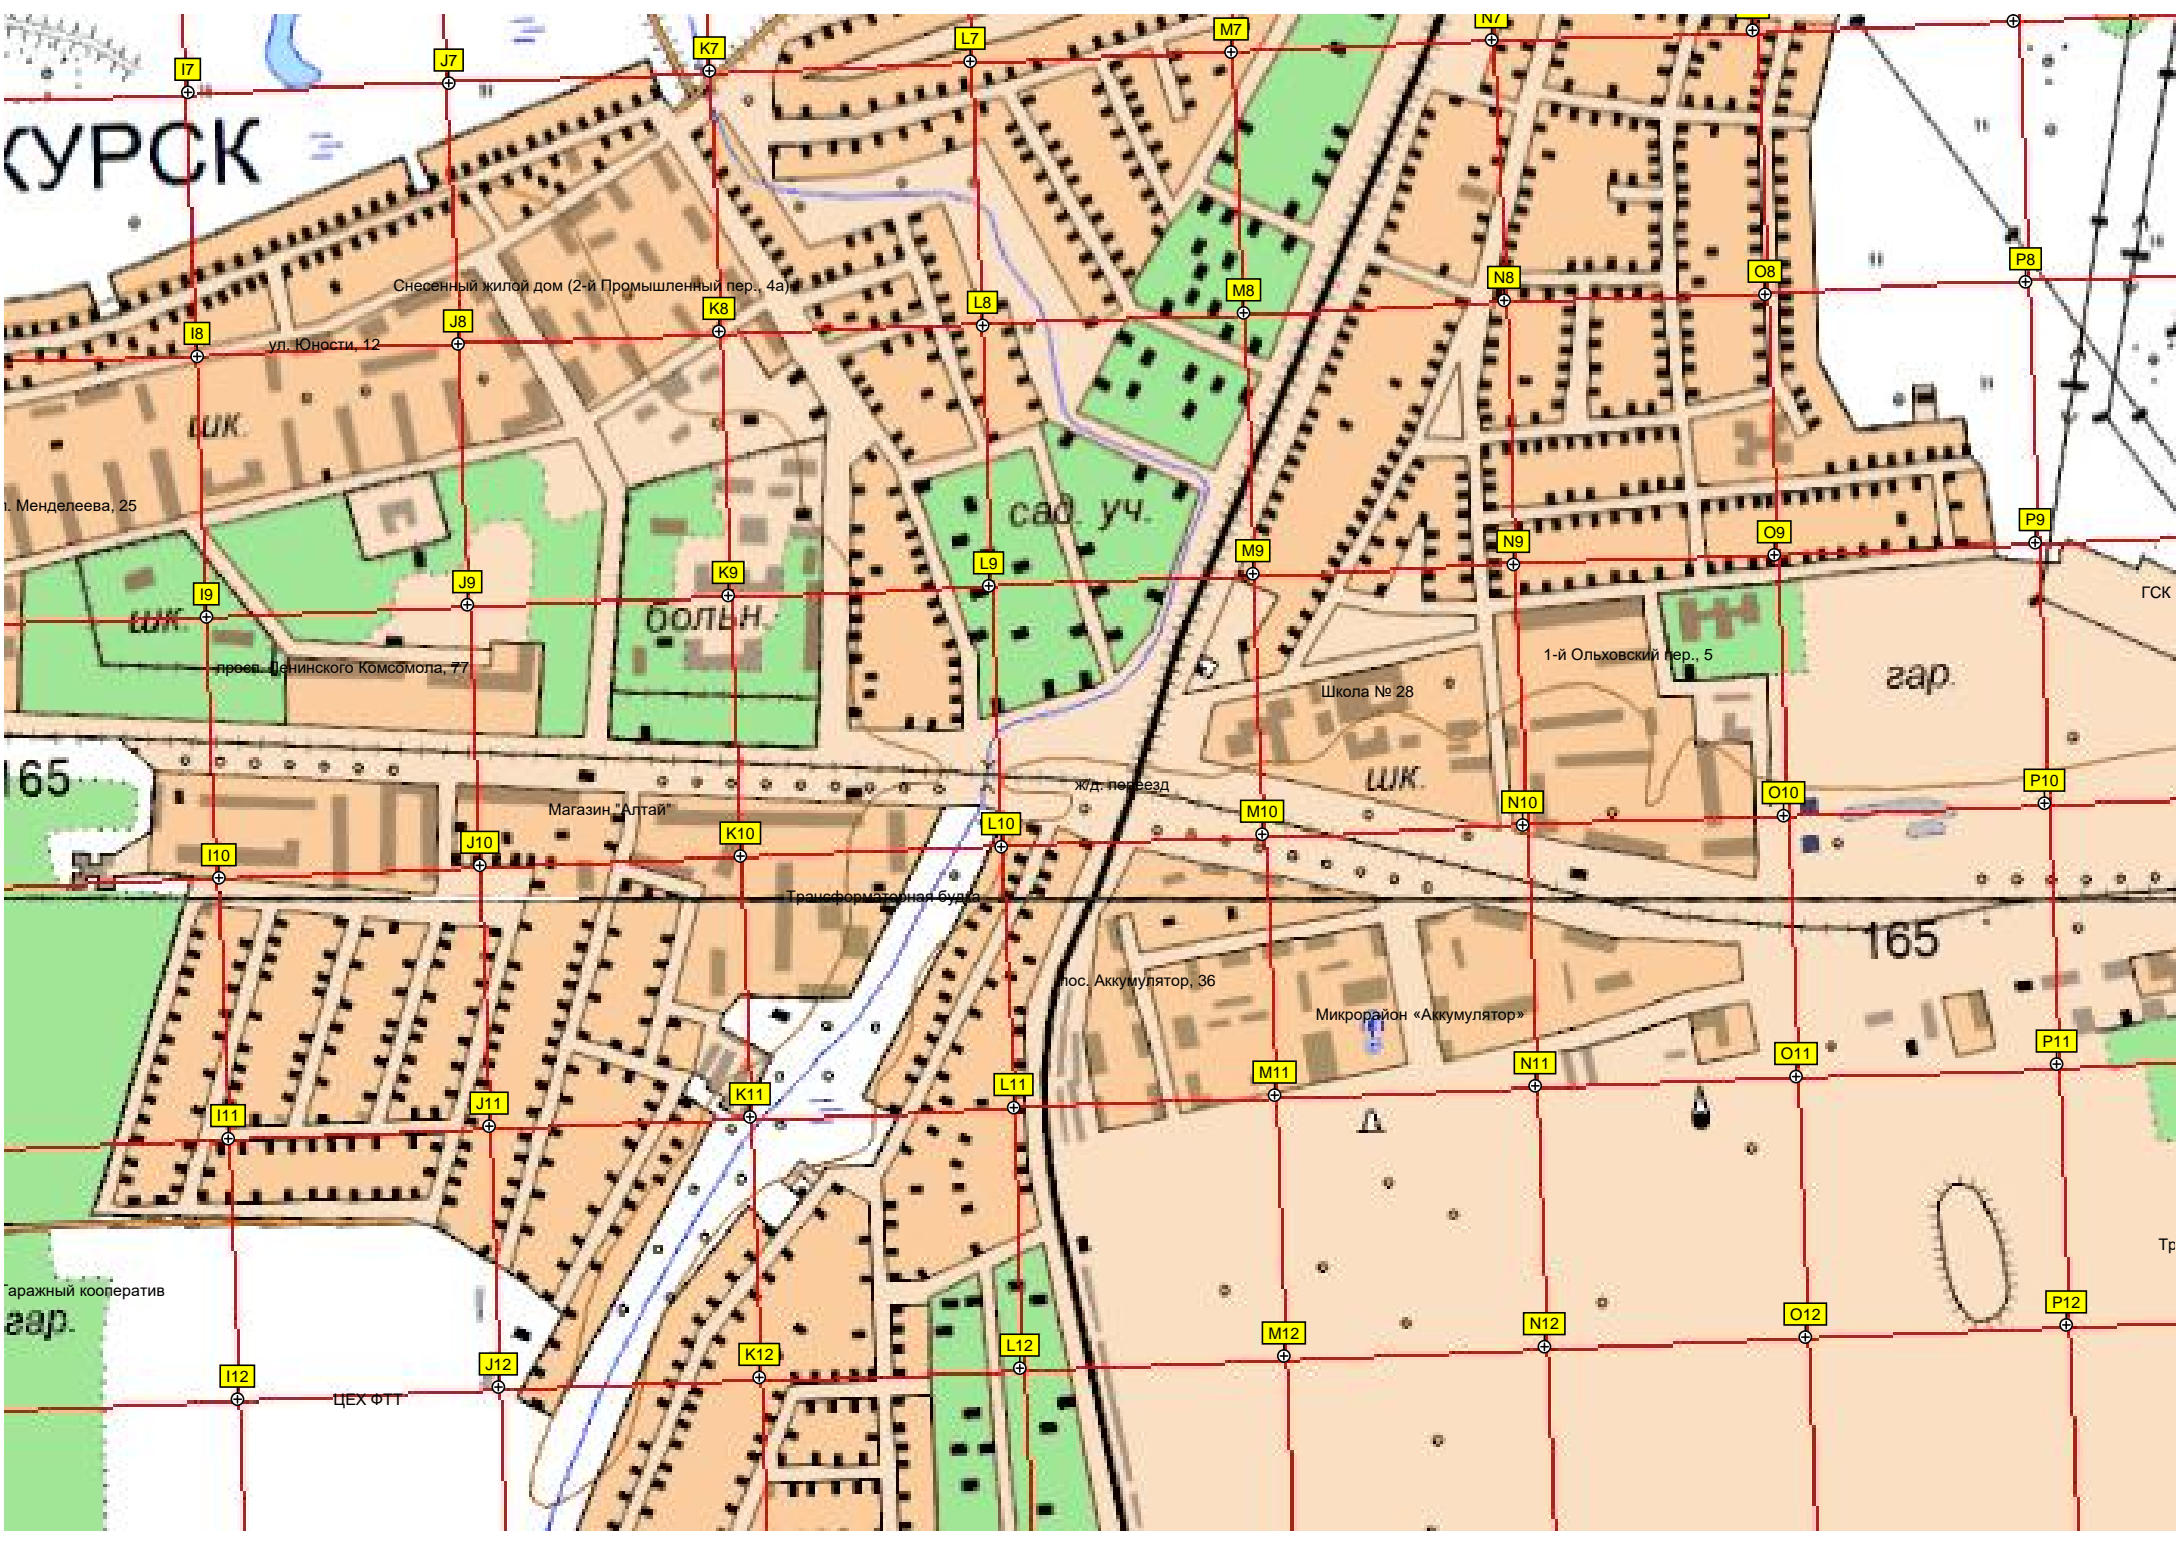 N7
M7
L7
K7
J7
I7
КУРСК
P8
O8
N8
Снесенный жилой дом (2-й Промышленный пер., 4а)
M8
L8
K8
J8
I8
ул. Юности, 12
шк.
. Менделеева, 25
сад. уч.
P9
O9
N9
M9
L9
K9
J9
I9
ГСК
шк.
больн.
просп. Ленинского Комсомола, 77
1-й Ольховский пер., 5
Школа № 28
гар.
165
шк.
ж/д. переезд
Магазин "Алтай"
P10
O10
N10
M10
L10
K10
J10
I10
Трансформаторная будка
165
пос. Аккумулятор, 36
Микрорайон «Аккумулятор»
P11
O11
N11
M11
L11
K11
J11
I11
Тр
Гаражный кооператив
гар.
P12
O12
N12
M12
L12
K12
J12
I12
ЦЕХ ФТТ